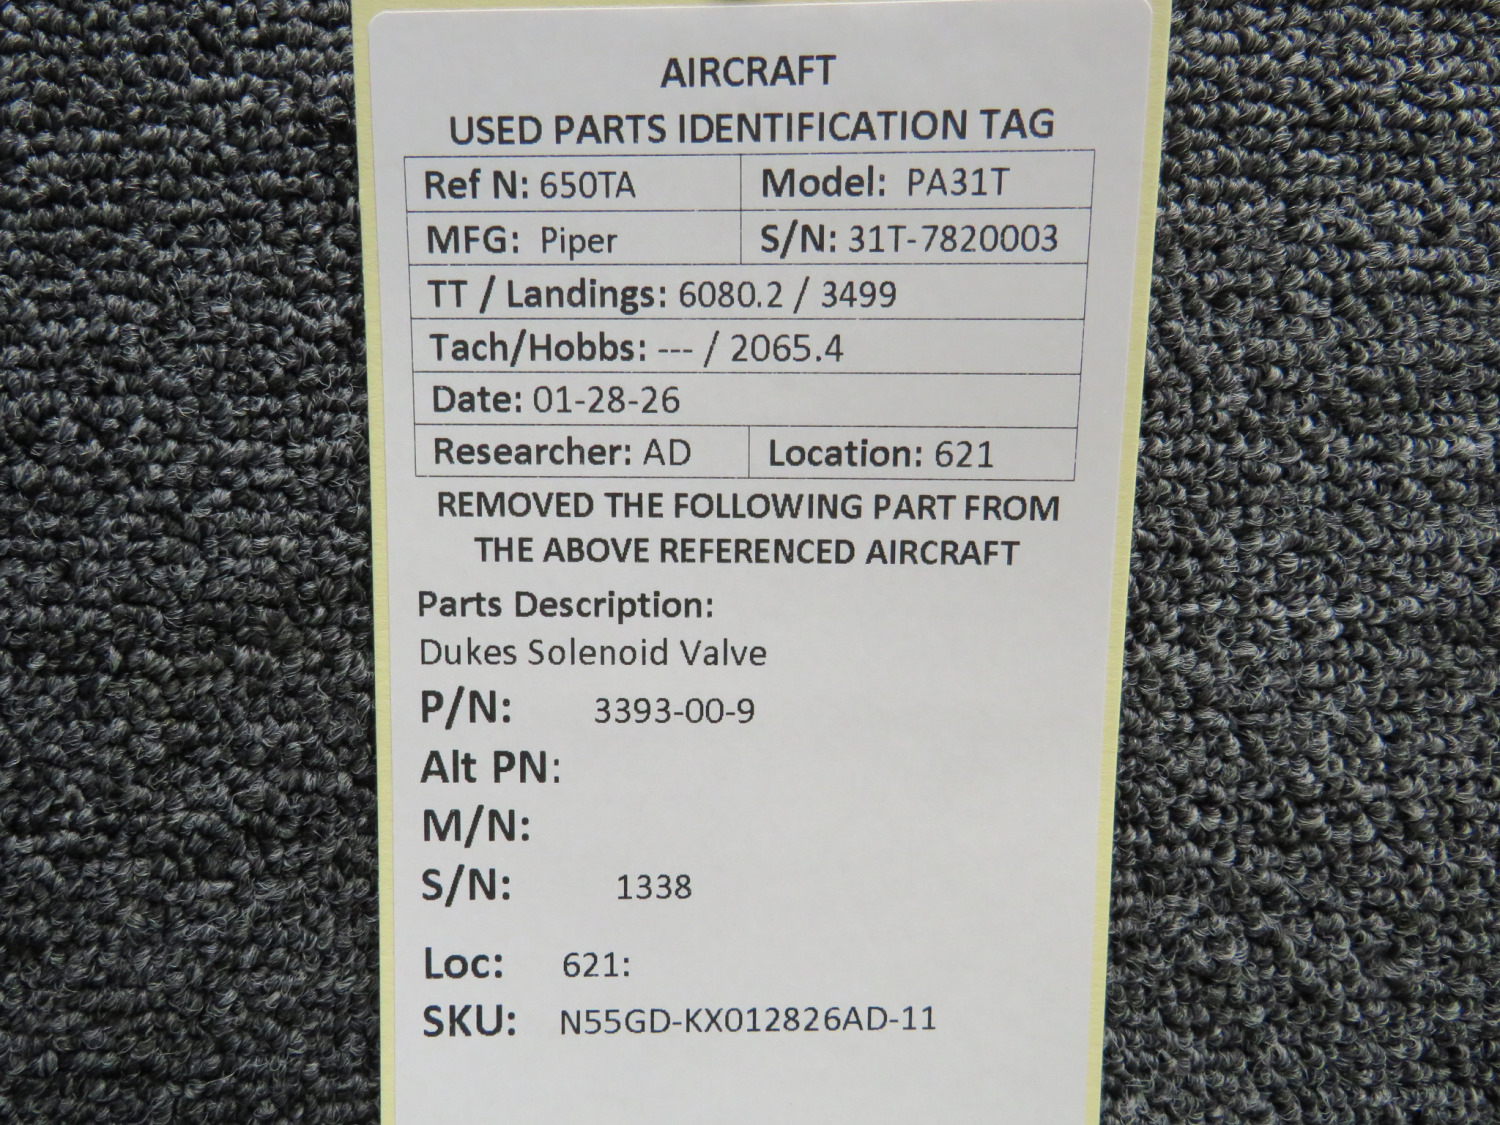 AIRCRAFT
USED PARTS IDENTIFICATION TAG
Ref N: 650TA Model: PA31T
MFG: Piper S/N: 31T-7820003
TT / Landings: 6080.2 / 3499
Tach/Hobbs: --- / 2065.4
Date: 01-28-26
Researcher: AD Location: 621
REMOVED THE FOLLOWING PART FROM
THE ABOVE REFERENCED AIRCRAFT
Parts Description:
Dukes Solenoid Valve
P/N: 3393-00-9
Alt PN:
M/N:
S/N: 1338
Loc: 621:
SKU: N55GD-KX012826AD-11